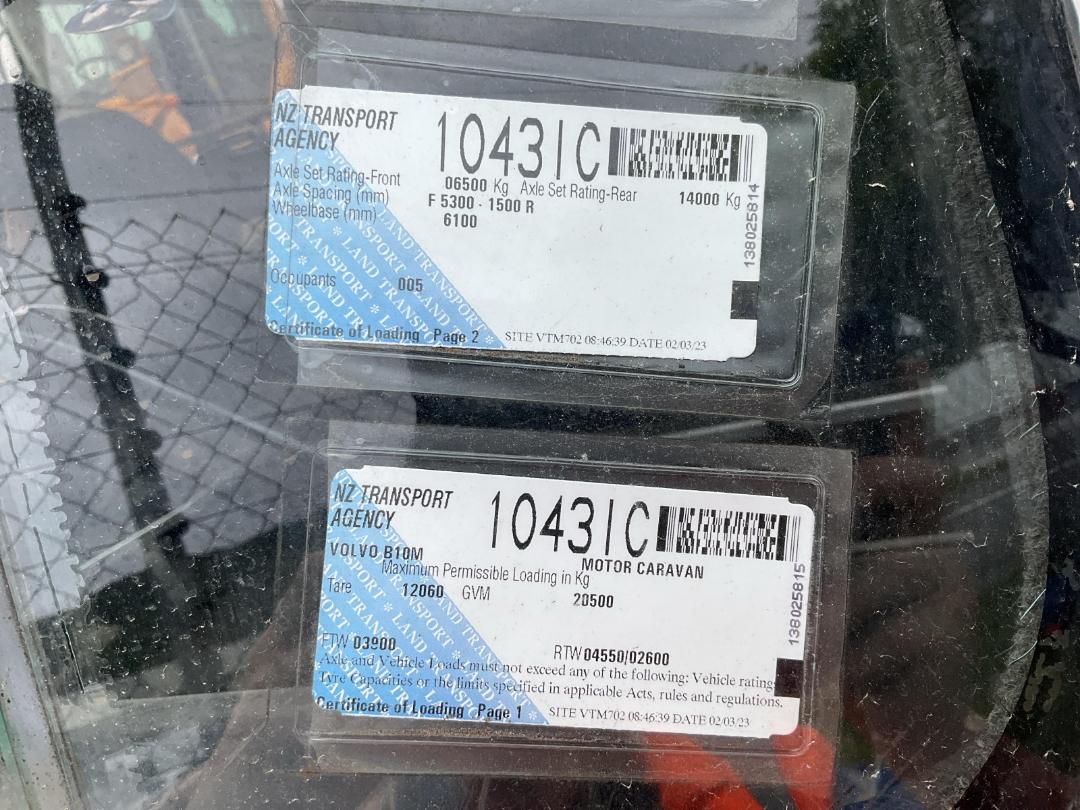 NZ TRANSPORT
AGENCY
1043IC
Axle Set Rating-Front 06500 Kg Axle Set Rating-Rear 14000 Kg
Axle Spacing (mm) F 5300 - 1500 R
Wheelbase (mm) 6100
138025814
Occupants 005
Certificate of Loading Page 2 SITE VTM702 08:46:39 DATE 02/03/23
NZ TRANSPORT
AGENCY
1043IC
VOLVO B10M MOTOR CARAVAN
Maximum Permissible Loading in Kg
Tare 12060 GVM 20500
138025815
FTW 03900 RTW 04550/02600
Axle and Vehicle Loads must not exceed any of the following: Vehicle rating
Tyre Capacities or the limits specified in applicable Acts, rules and regulations.
Certificate of Loading Page 1 SITE VTM702 08:46:39 DATE 02/03/23